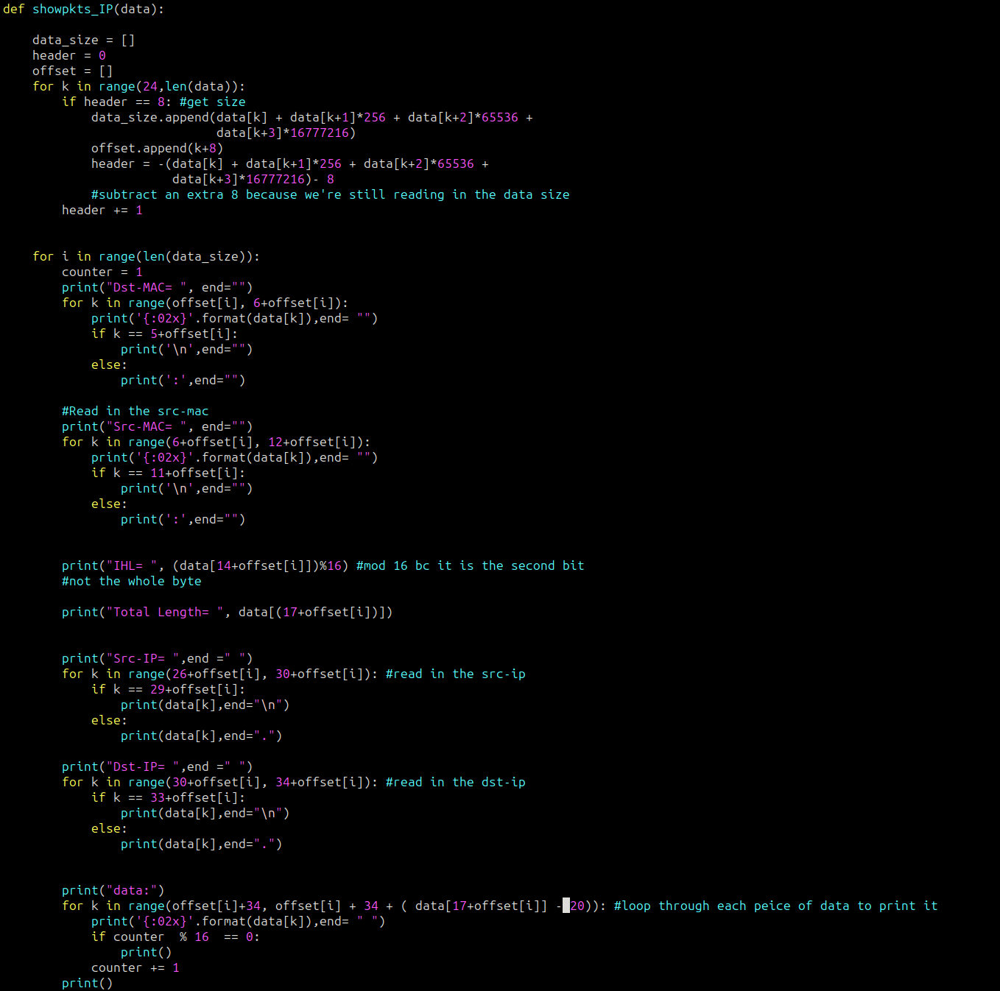 def showpkts_IP(data):

    data_size = []
    header = 0
    offset = []
    for k in range(24,len(data)):
        if header == 8: #get size
            data_size.append(data[k] + data[k+1]*256 + data[k+2]*65536 +
                             data[k+3]*16777216)
            offset.append(k+8)
            header = -(data[k] + data[k+1]*256 + data[k+2]*65536 +
                       data[k+3]*16777216)- 8
            #subtract an extra 8 because we're still reading in the data size
        header += 1


    for i in range(len(data_size)):
        counter = 1
        print("Dst-MAC= ", end="")
        for k in range(offset[i], 6+offset[i]):
            print('{:02x}'.format(data[k]),end= "")
            if k == 5+offset[i]:
                print('\n',end="")
            else:
                print(':',end="")

        #Read in the src-mac
        print("Src-MAC= ", end="")
        for k in range(6+offset[i], 12+offset[i]):
            print('{:02x}'.format(data[k]),end= "")
            if k == 11+offset[i]:
                print('\n',end="")
            else:
                print(':',end="")


        print("IHL= ", (data[14+offset[i]])%16) #mod 16 bc it is the second bit
        #not the whole byte

        print("Total Length= ", data[(17+offset[i])])


        print("Src-IP= ",end =" ")
        for k in range(26+offset[i], 30+offset[i]): #read in the src-ip
            if k == 29+offset[i]:
                print(data[k],end="\n")
            else:
                print(data[k],end=".")

        print("Dst-IP= ",end =" ")
        for k in range(30+offset[i], 34+offset[i]): #read in the dst-ip
            if k == 33+offset[i]:
                print(data[k],end="\n")
            else:
                print(data[k],end=".")


        print("data:")
        for k in range(offset[i]+34, offset[i] + 34 + ( data[17+offset[i]] - 20)): #loop through each peice of data to print it
            print('{:02x}'.format(data[k]),end= " ")
            if counter  % 16  == 0:
                print()
            counter += 1
        print()